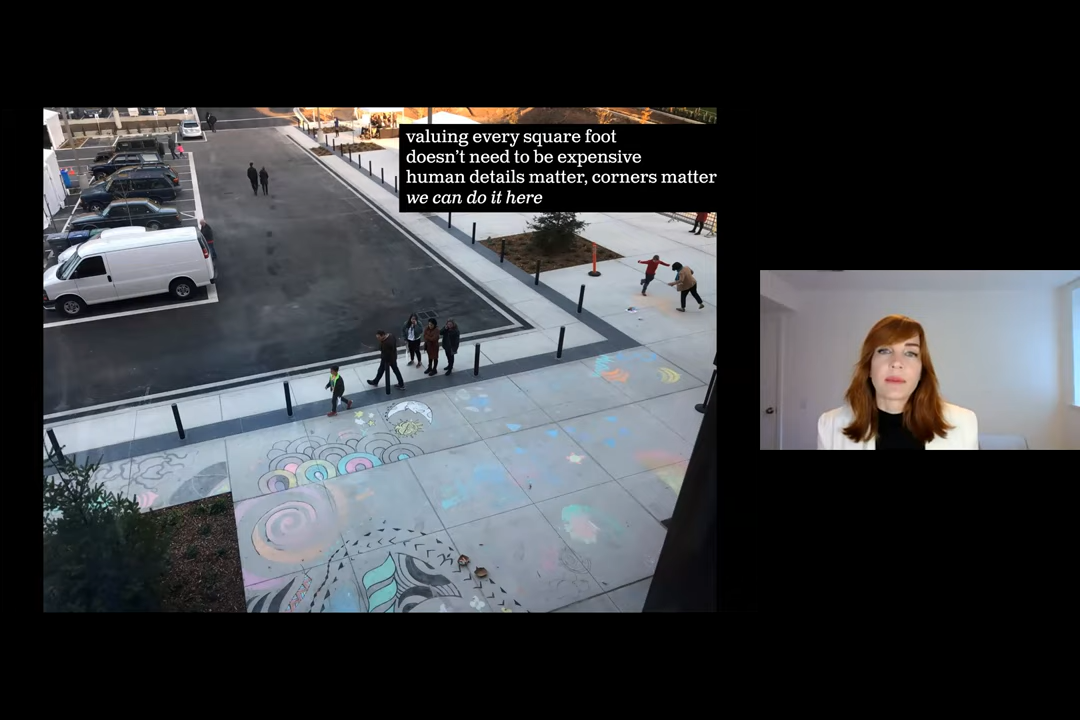 valuing every square foot
doesn't need to be expensive
human details matter, corners matter
we can do it here